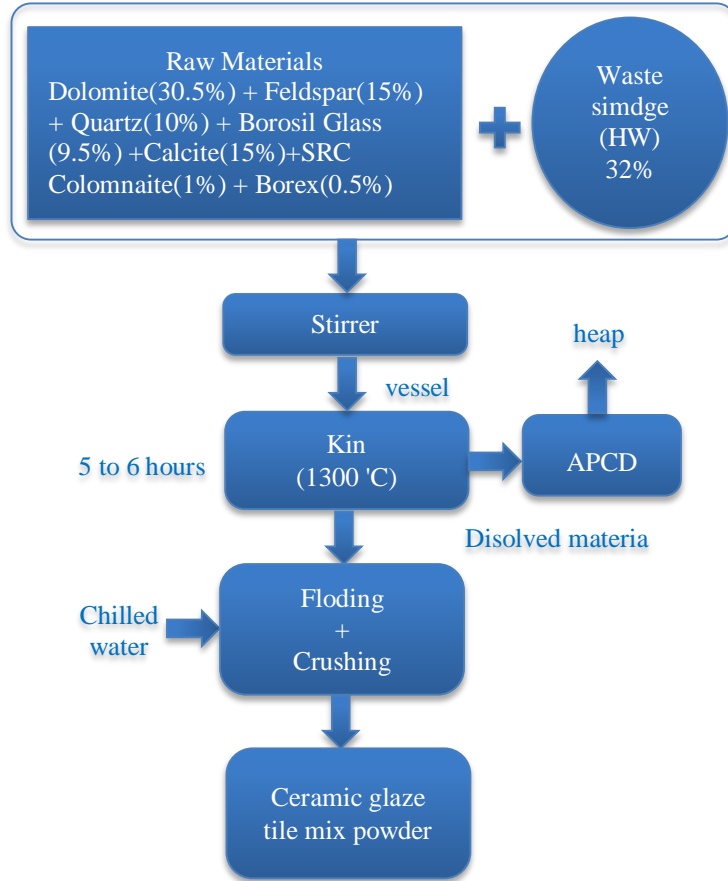 Raw Materials
Dolomite(30.5%) + Feldspar(15%)
+ Quartz(10%) + Borosil Glass
(9.5%) +Calcite(15%)+SRC
Colomnaite(1%) + Borex(0.5%)
Waste
simdge
(HW)
32%
Stirrer
heap
vessel
5 to 6 hours
Kin
(1300 'C)
APCD
Disolved materia
Chilled
water
Floding
+
Crushing
Ceramic glaze
tile mix powder